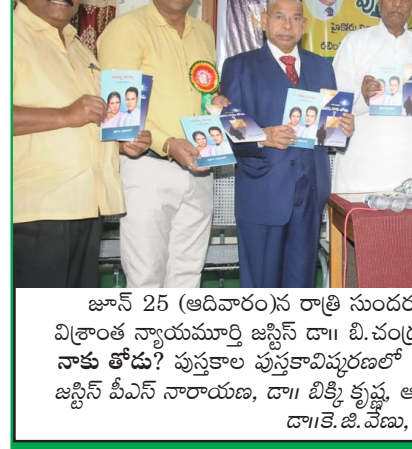 హైకోర్టు
జూన్ 25 (ఆదివారం)న రాత్రి సుందర
విశ్రాంత న్యాయమూర్తి జస్టిస్ డా॥ బి.చంద్ర
నాకు తోడు? పుస్తకాల పుస్తకావిష్కరణలో
జస్టిస్ పీఎస్ నారాయణ, డా॥ బిక్కి కృష్ణ, ఆ
డా॥కె.జి.వేణు,